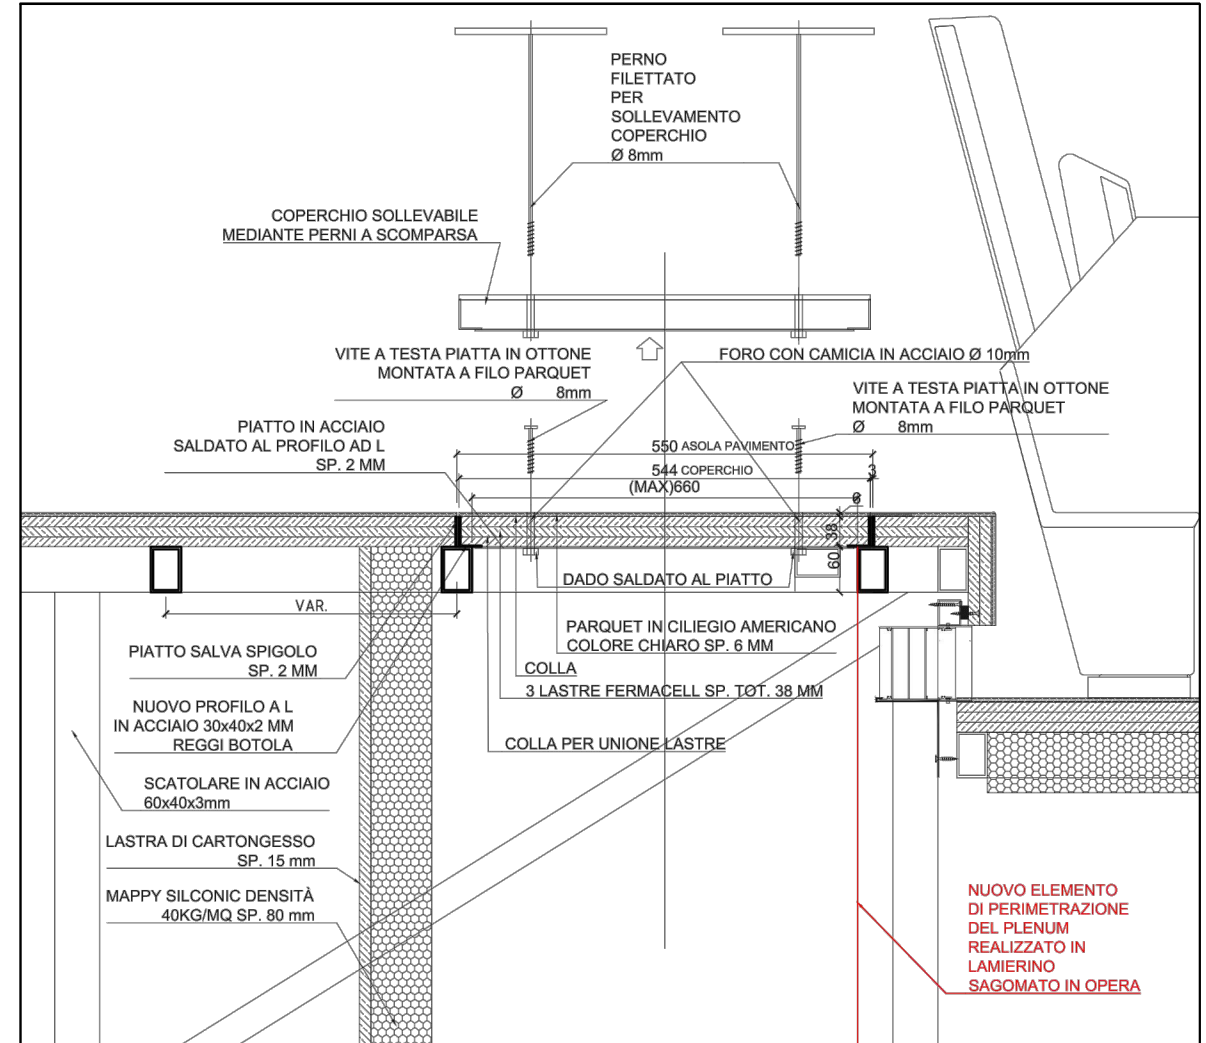 PERNO
FILETTATO
PER
SOLLEVAMENTO
COPERCHIO
Ø 8mm
COPERCHIO SOLLEVABILE
MEDIANTE PERNI A SCOMPARSA
VITE A TESTA PIATTA IN OTTONE
MONTATA A FILO PARQUET
Ø 8mm
FORO CON CAMICIA IN ACCIAIO Ø 10mm
VITE A TESTA PIATTA IN OTTONE
MONTATA A FILO PARQUET
Ø 8mm
PIATTO IN ACCIAIO
SALDATO AL PROFILO AD L
SP. 2 MM
550 ASOLA PAVIMENTO
544 COPERCHIO
3
(MAX)660
38
60
DADO SALDATO AL PIATTO
VAR.
PARQUET IN CILIEGIO AMERICANO
COLORE CHIARO SP. 6 MM
COLLA
3 LASTRE FERMACELL SP. TOT. 38 MM
COLLA PER UNIONE LASTRE
PIATTO SALVA SPIGOLO
SP. 2 MM
NUOVO PROFILO A L
IN ACCIAIO 30x40x2 MM
REGGI BOTOLA
SCATOLARE IN ACCIAIO
60x40x3mm
LASTRA DI CARTONGESSO
SP. 15 mm
MAPPY SILCONIC DENSITÀ
40KG/MQ SP. 80 mm
NUOVO ELEMENTO
DI PERIMETRAZIONE
DEL PLENUM
REALIZZATO IN
LAMIERINO
SAGOMATO IN OPERA